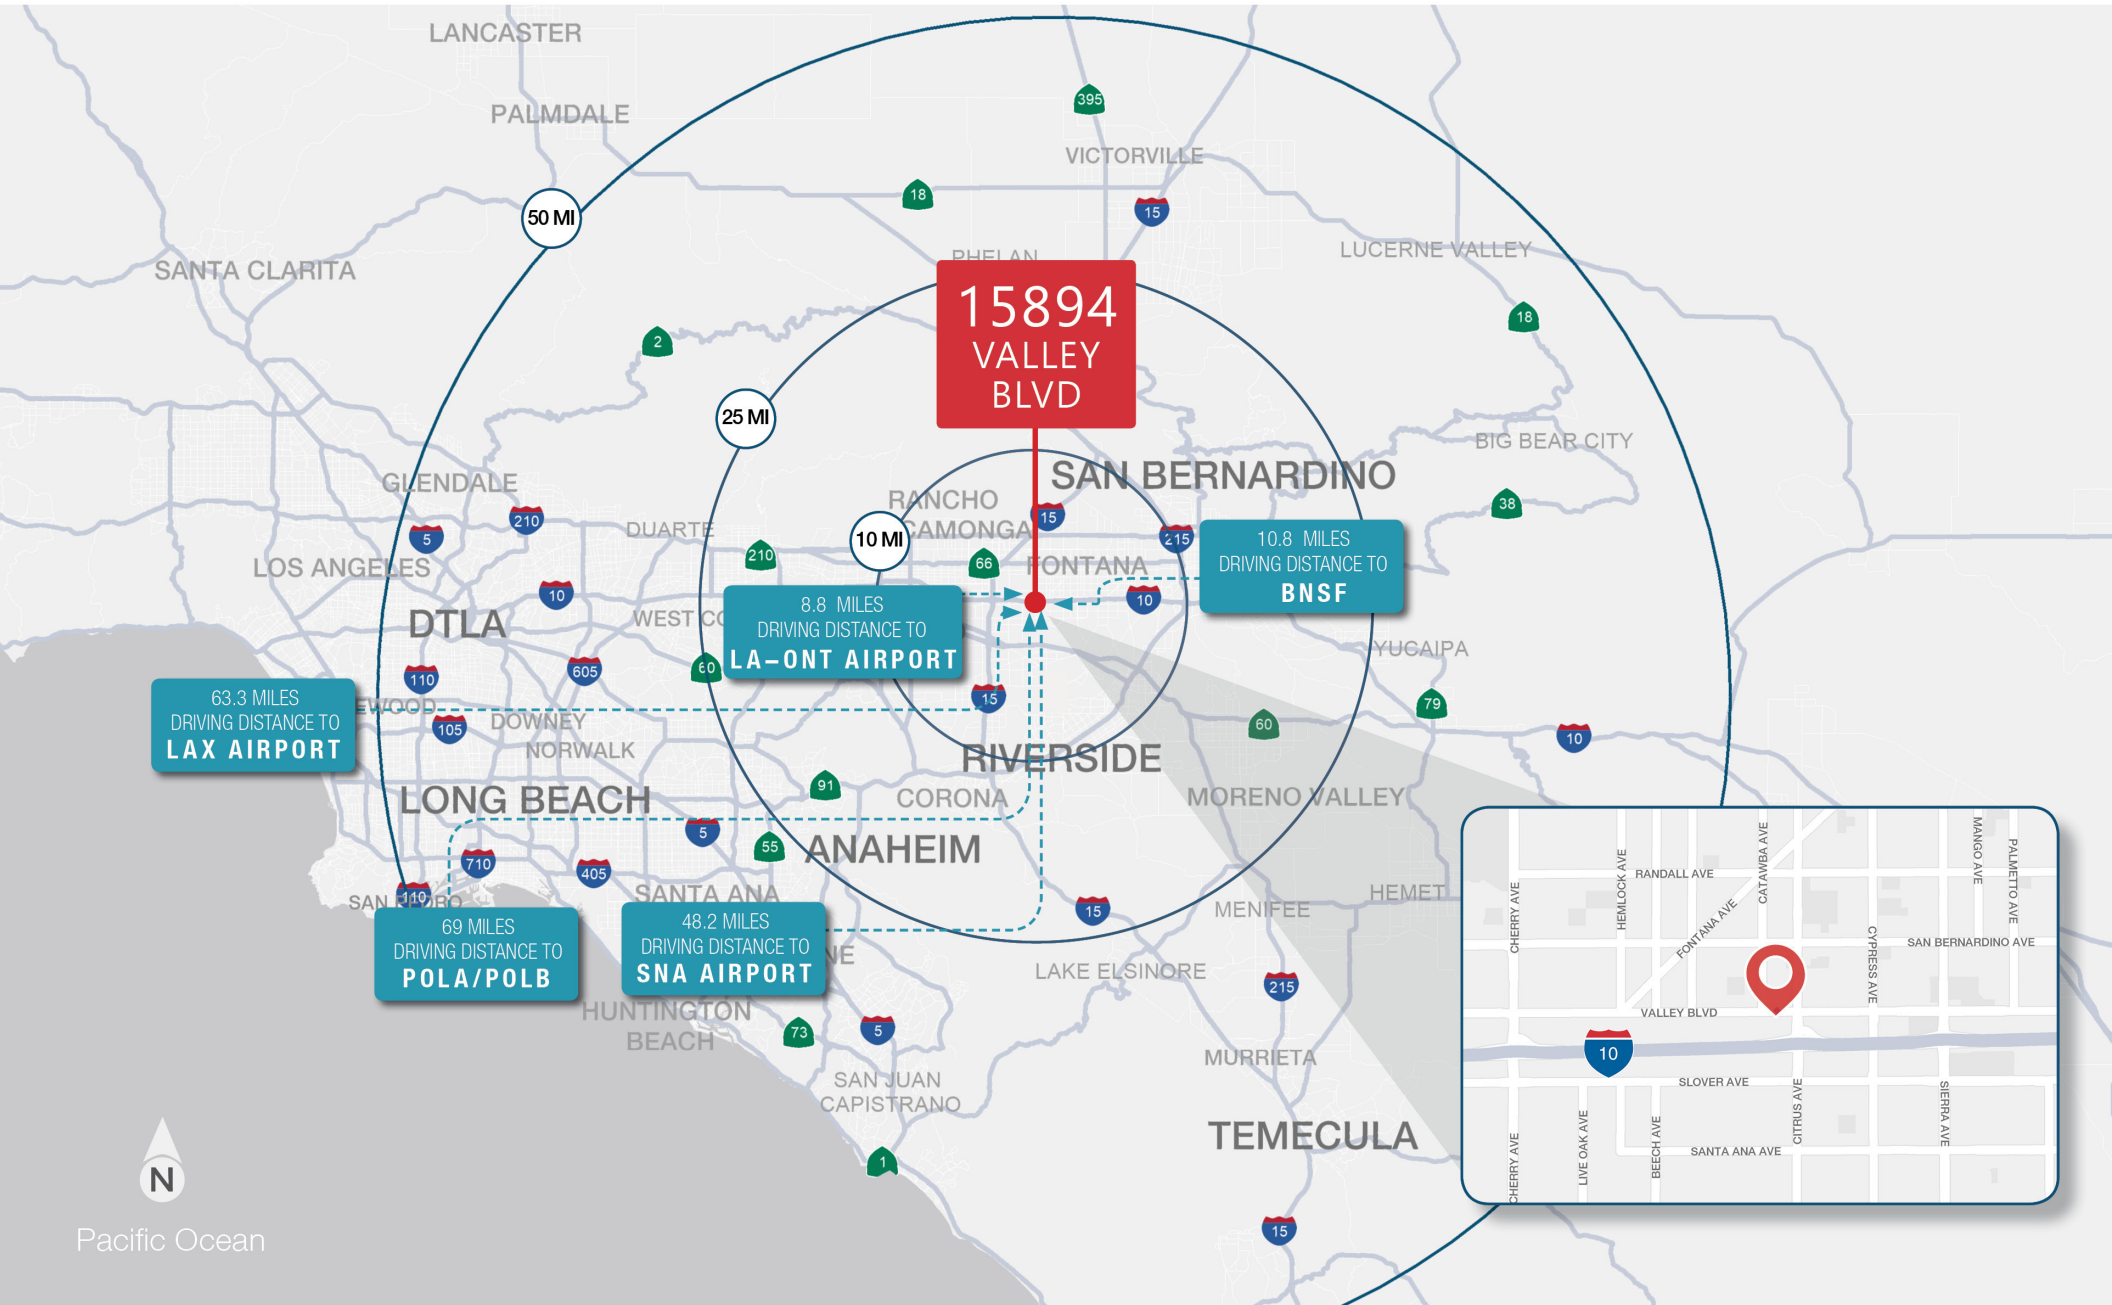 LANCASTER
PALMDALE
395
VICTORVILLE
18
15
50 MI
SANTA CLARITA
PHELAN
LUCERNE VALLEY
15894
VALLEY
BLVD
18
2
25 MI
BIG BEAR CITY
GLENDALE
SAN BERNARDINO
RANCHO
CAMONGA
38
210
5
DUARTE
15
10 MI
215
210
66
FONTANA
10.8 MILES
DRIVING DISTANCE TO
BNSF
LOS ANGELES
10
10
8.8 MILES
DRIVING DISTANCE TO
LA–ONT AIRPORT
DTLA
WEST CO
YUCAIPA
110
605
60
15
63.3 MILES
DRIVING DISTANCE TO
LAX AIRPORT
EWOOD
105
DOWNEY
NORWALK
79
60
10
RIVERSIDE
91
CORONA
MORENO VALLEY
LONG BEACH
5
55
ANAHEIM
710
405
SANTA ANA
110
SAN PEDRO
15
MENIFEE
HEMET
69 MILES
DRIVING DISTANCE TO
POLA/POLB
48.2 MILES
DRIVING DISTANCE TO
SNA AIRPORT
NE
LAKE ELSINORE
215
HUNTINGTON
BEACH
73
5
MURRIETA
SAN JUAN
CAPISTRANO
TEMECULA
1
15
N
Pacific Ocean
CHERRY AVE
HEMLOCK AVE
RANDALL AVE
CATAWBA AVE
FONTANA AVE
CYPRESS AVE
MANGO AVE
PALMETTO AVE
SAN BERNARDINO AVE
VALLEY BLVD
10
SLOVER AVE
CHERRY AVE
LIVE OAK AVE
BEECH AVE
SANTA ANA AVE
CITRUS AVE
SIERRA AVE